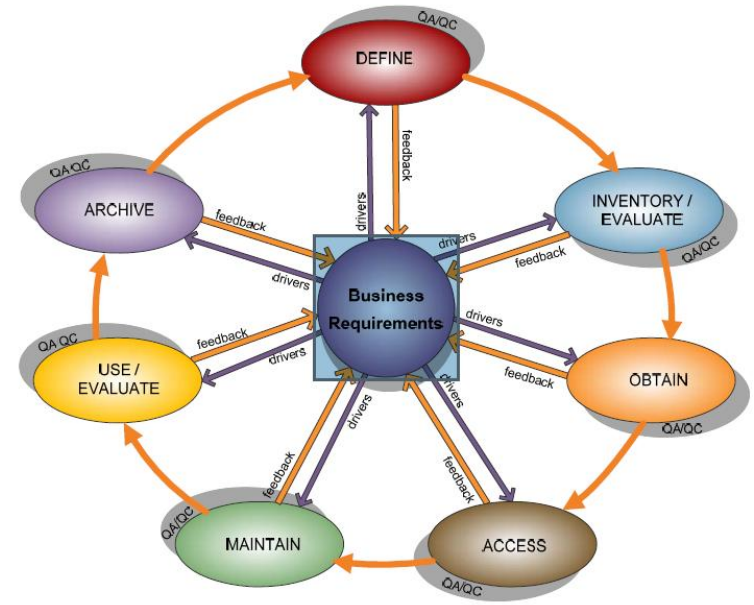 QA/QC
DEFINE
feedback
drivers
QA/QC
INVENTORY /
EVALUATE
QA/QC
ARCHIVE
feedback
drivers
drivers
feedback
QA/QC
Business
Requirements
drivers
feedback
OBTAIN
QA/QC
QA QC
USE /
EVALUATE
feedback
drivers
drivers
feedback
drivers
feedback
QA/QC
MAINTAIN
ACCESS
QA/QC